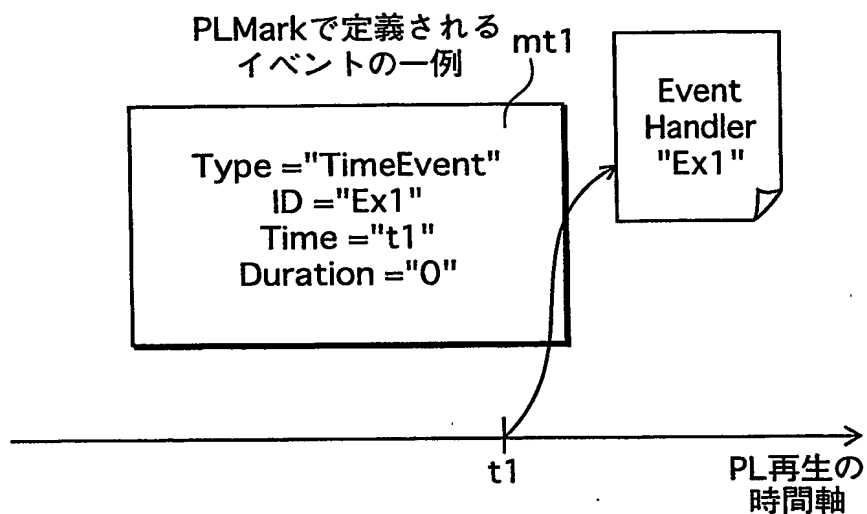 PLMarkで定義される
イベントの一例
mt1
Type ="TimeEvent"
ID ="Ex1"
Time ="t1"
Duration ="0"
Event
Handler
"Ex1"
t1
PL再生の
時間軸